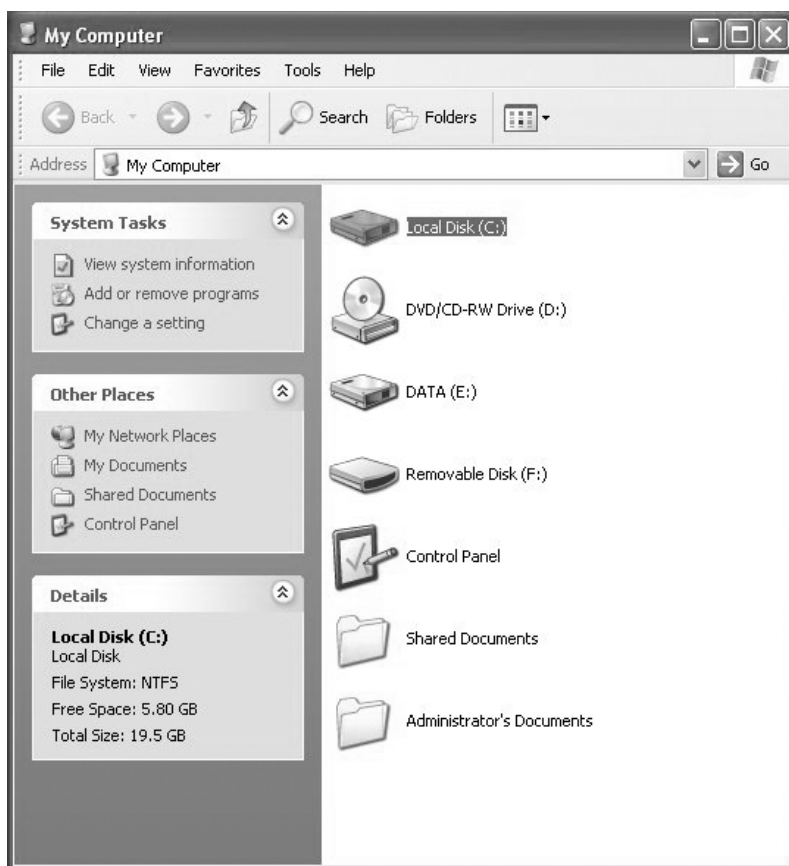 My Computer
File Edit View Favorites Tools Help
Back Search Folders
Address My Computer Go
System Tasks
View system information
Add or remove programs
Change a setting
Other Places
My Network Places
My Documents
Shared Documents
Control Panel
Details
Local Disk (C:)
Local Disk
File System: NTFS
Free Space: 5.80 GB
Total Size: 19.5 GB
Local Disk (C:)
DVD/CD-RW Drive (D:)
DATA (E:)
Removable Disk (F:)
Control Panel
Shared Documents
Administrator's Documents